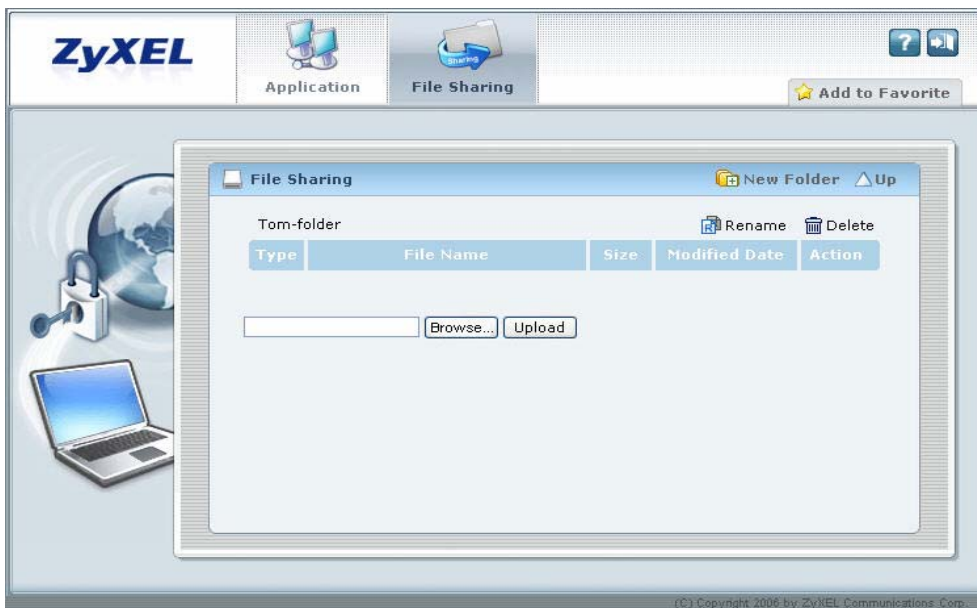 ZyXEL
Application
Sharing
File Sharing
?
Add to Favorite
File Sharing
New Folder
Up
Tom-folder
R
Rename
Delete
Type File Name Size Modified Date Action
Browse... Upload
(C) Copyright 2006 by ZyXEL Communications Corp.